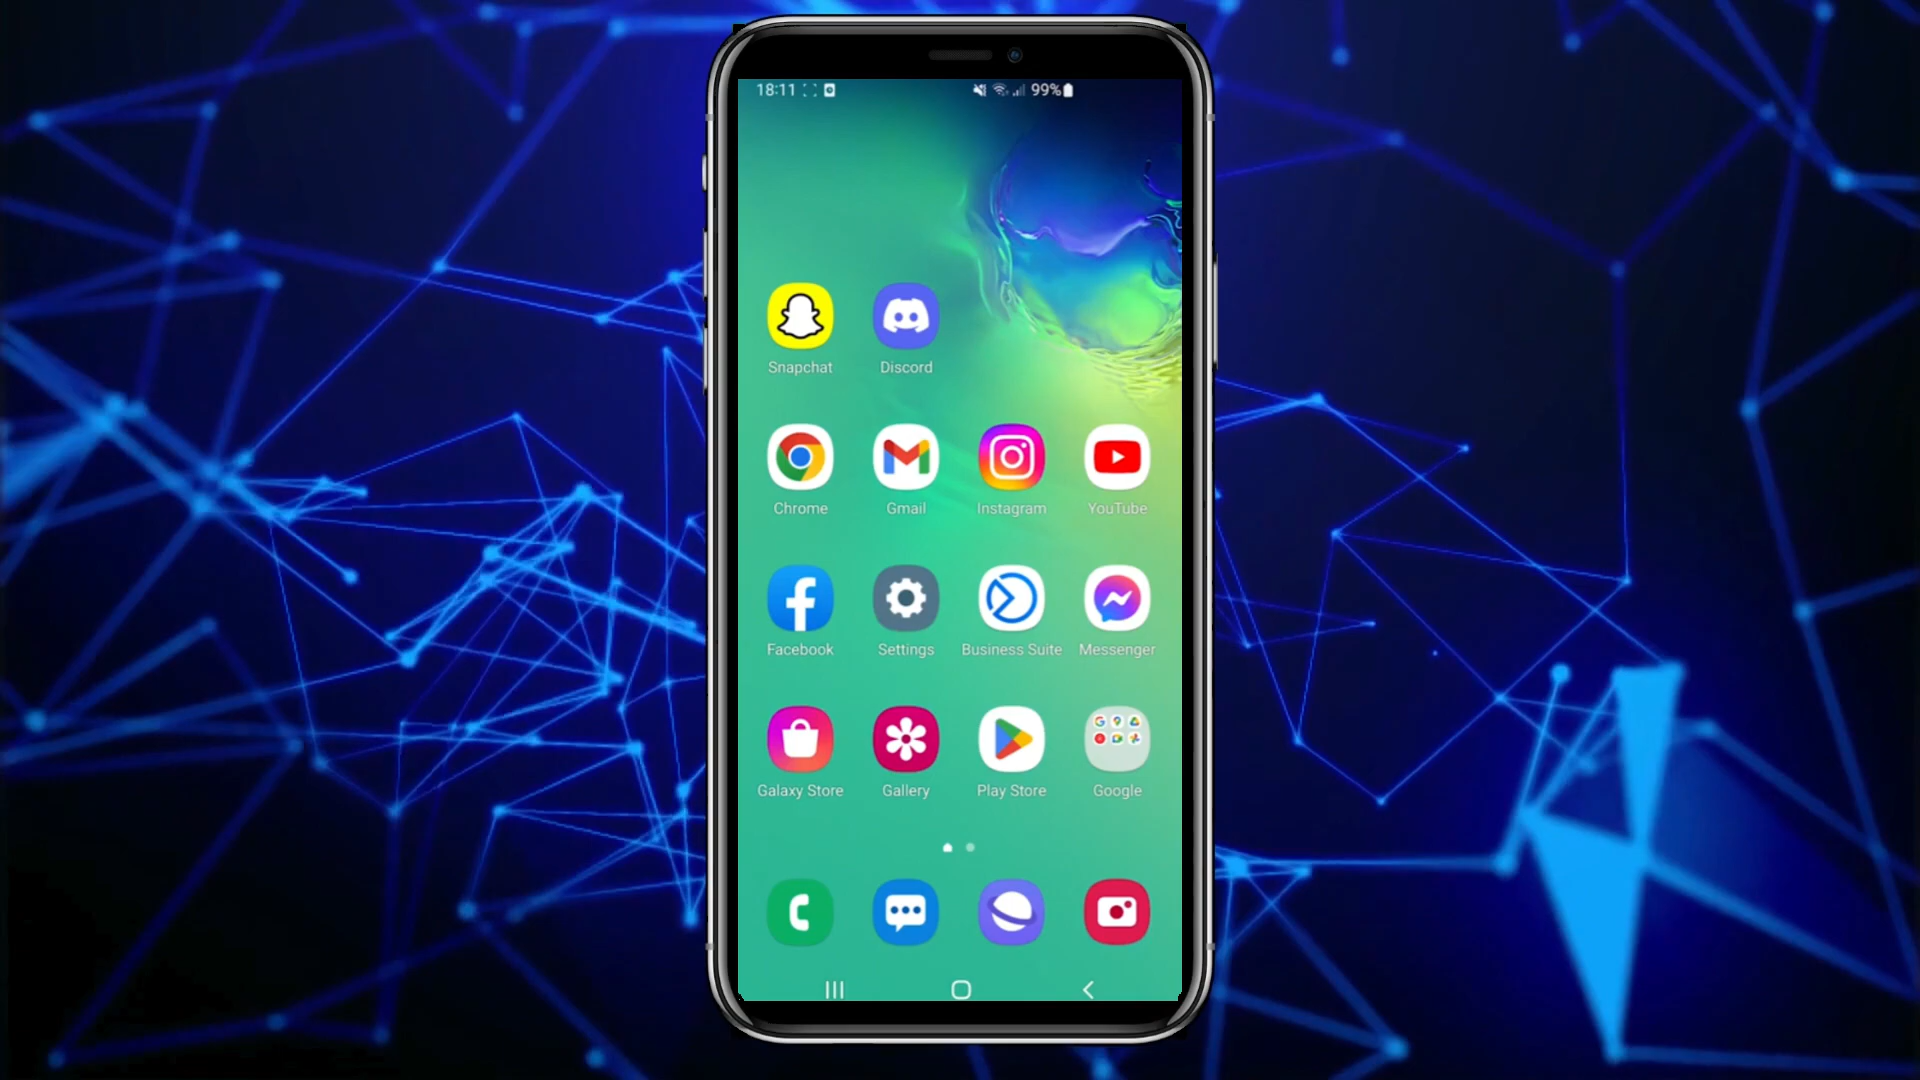 18:11 99%
Snapchat Discord
Chrome Gmail Instagram YouTube
Facebook Settings Business Suite Messenger
Galaxy Store Gallery Play Store Google